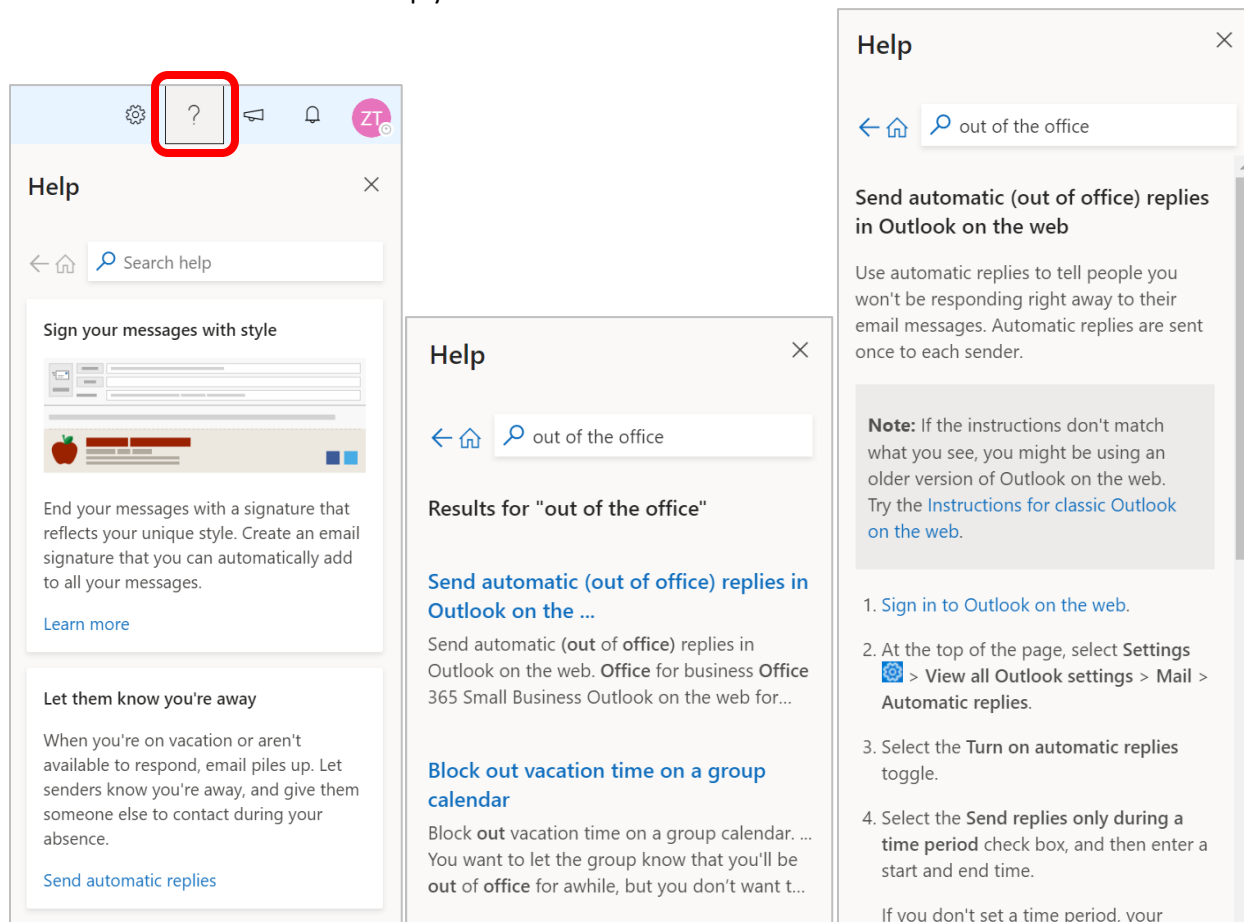 ZT
Help
Search help
Sign your messages with style
End your messages with a signature that
reflects your unique style. Create an email
signature that you can automatically add
to all your messages.
Learn more
Let them know you're away
When you're on vacation or aren't
available to respond, email piles up. Let
senders know you're away, and give them
someone else to contact during your
absence.
Send automatic replies
Help
out of the office
Results for "out of the office"
Send automatic (out of office) replies in
Outlook on the ...
Send automatic (out of office) replies in
Outlook on the web. Office for business Office
365 Small Business Outlook on the web for...
Block out vacation time on a group
calendar
Block out vacation time on a group calendar. ...
You want to let the group know that you'll be
out of office for awhile, but you don't want t...
Help
out of the office
Send automatic (out of office) replies
in Outlook on the web
Use automatic replies to tell people you
won't be responding right away to their
email messages. Automatic replies are sent
once to each sender.
Note: If the instructions don't match
what you see, you might be using an
older version of Outlook on the web.
Try the Instructions for classic Outlook
on the web.
1. Sign in to Outlook on the web.
2. At the top of the page, select Settings
> View all Outlook settings > Mail >
Automatic replies.
3. Select the Turn on automatic replies
toggle.
4. Select the Send replies only during a
time period check box, and then enter a
start and end time.
If you don't set a time period, your